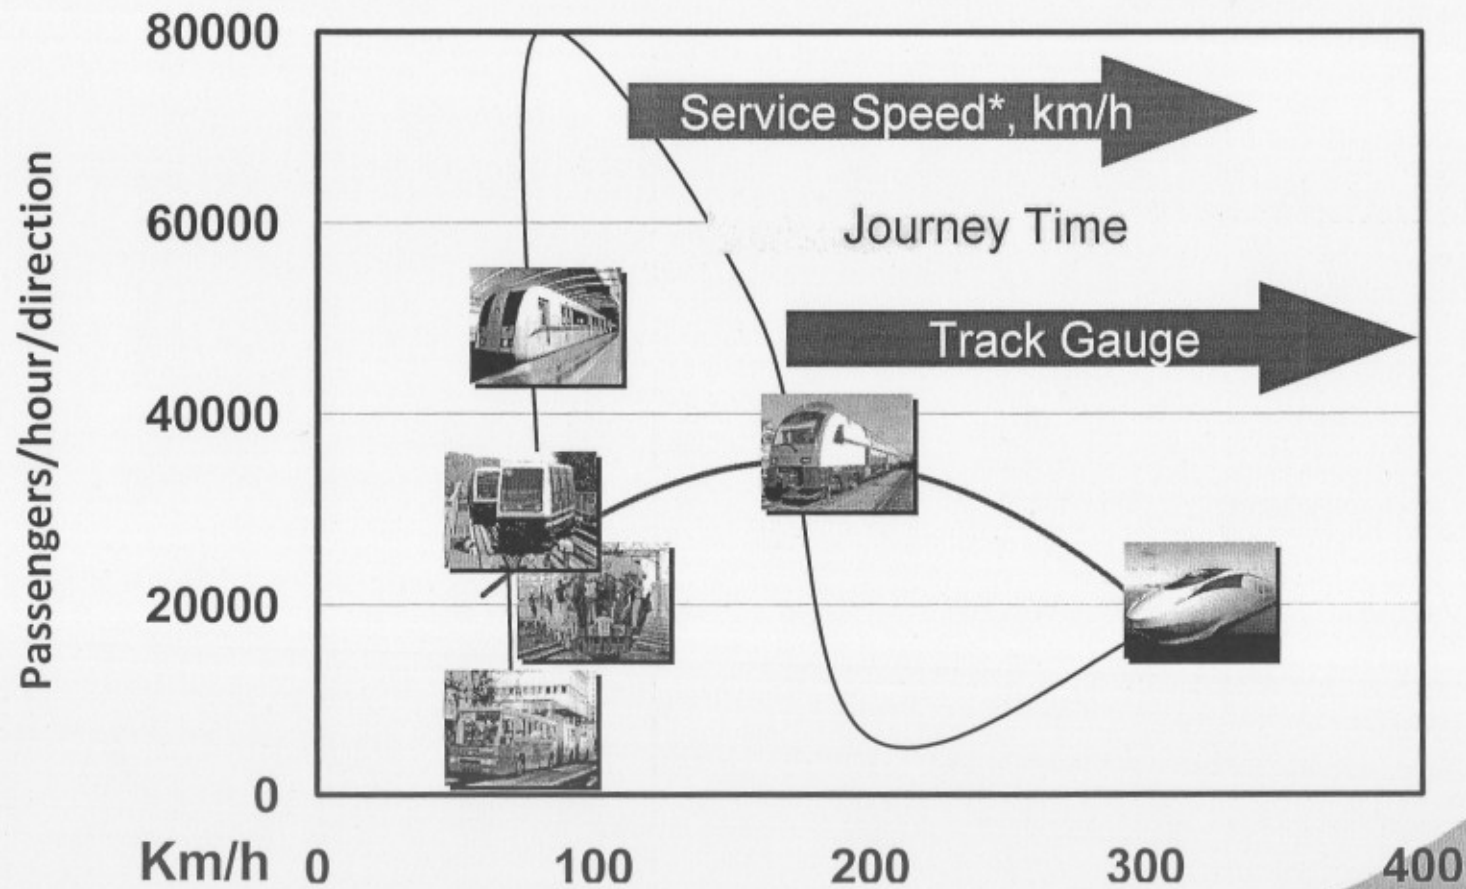 80000
Service Speed*, km/h
60000
Journey Time
Track Gauge
40000
20000
0
Passengers/hour/direction
Km/h 0 100 200 300 400